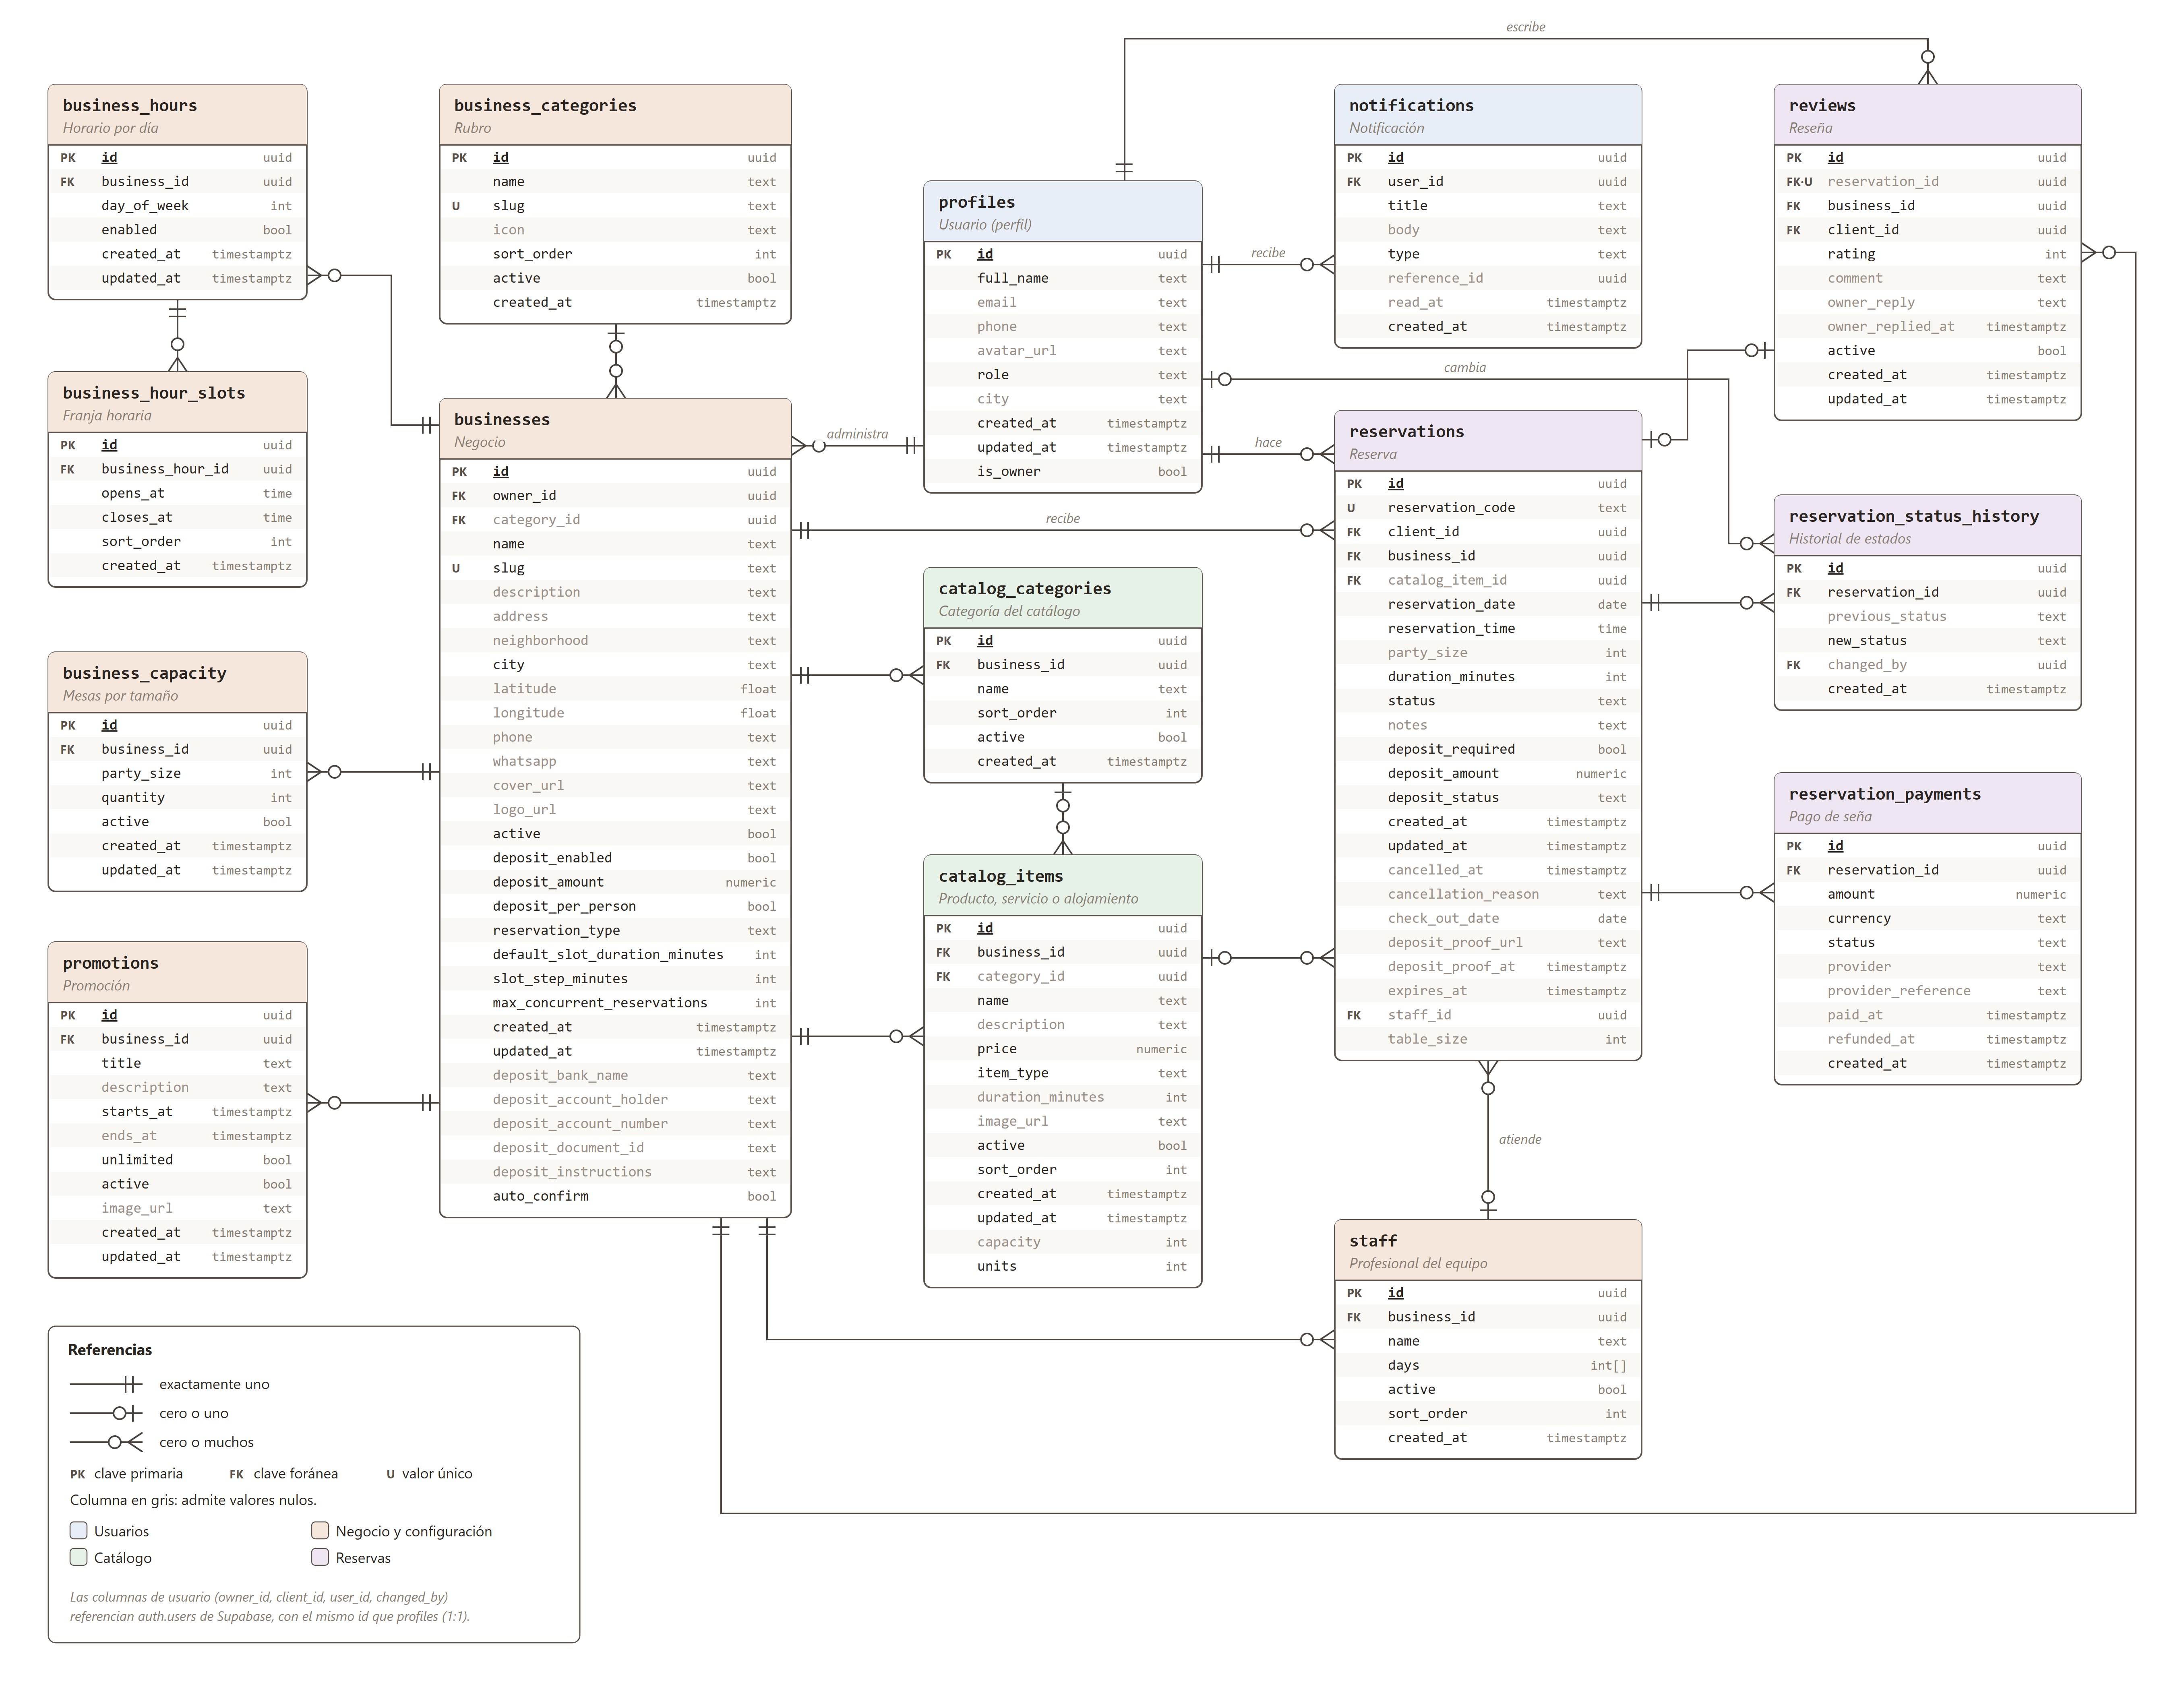 escribe
business_hours
Horario por día
PK id uuid
FK business_id uuid
day_of_week int
enabled bool
created_at timestamptz
updated_at timestamptz
business_categories
Rubro
PK id uuid
name text
U slug text
icon text
sort_order int
active bool
created_at timestamptz
profiles
Usuario (perfil)
PK id uuid
full_name text
email text
phone text
avatar_url text
role text
city text
created_at timestamptz
updated_at timestamptz
is_owner bool
notifications
Notificación
PK id uuid
FK user_id uuid
title text
body text
type text
reference_id uuid
read_at timestamptz
created_at timestamptz
reviews
Reseña
PK id uuid
FK·U reservation_id uuid
FK business_id uuid
FK client_id uuid
rating int
comment text
owner_reply text
owner_replied_at timestamptz
active bool
created_at timestamptz
updated_at timestamptz
recibe
cambia
administra
hace
recibe
business_hour_slots
Franja horaria
PK id uuid
FK business_hour_id uuid
opens_at time
closes_at time
sort_order int
created_at timestamptz
businesses
Negocio
PK id uuid
FK owner_id uuid
FK category_id uuid
name text
U slug text
description text
address text
neighborhood text
city text
latitude float
longitude float
phone text
whatsapp text
cover_url text
logo_url text
active bool
deposit_enabled bool
deposit_amount numeric
deposit_per_person bool
reservation_type text
default_slot_duration_minutes int
slot_step_minutes int
max_concurrent_reservations int
created_at timestamptz
updated_at timestamptz
deposit_bank_name text
deposit_account_holder text
deposit_account_number text
deposit_document_id text
deposit_instructions text
auto_confirm bool
reservations
Reserva
PK id uuid
U reservation_code text
FK client_id uuid
FK business_id uuid
FK catalog_item_id uuid
reservation_date date
reservation_time time
party_size int
duration_minutes int
status text
notes text
deposit_required bool
deposit_amount numeric
deposit_status text
created_at timestamptz
updated_at timestamptz
cancelled_at timestamptz
cancellation_reason text
check_out_date date
deposit_proof_url text
deposit_proof_at timestamptz
expires_at timestamptz
FK staff_id uuid
table_size int
reservation_status_history
Historial de estados
PK id uuid
FK reservation_id uuid
previous_status text
new_status text
FK changed_by uuid
created_at timestamptz
catalog_categories
Categoría del catálogo
PK id uuid
FK business_id uuid
name text
sort_order int
active bool
created_at timestamptz
business_capacity
Mesas por tamaño
PK id uuid
FK business_id uuid
party_size int
quantity int
active bool
created_at timestamptz
updated_at timestamptz
reservation_payments
Pago de seña
PK id uuid
FK reservation_id uuid
amount numeric
currency text
status text
provider text
provider_reference text
paid_at timestamptz
refunded_at timestamptz
created_at timestamptz
catalog_items
Producto, servicio o alojamiento
PK id uuid
FK business_id uuid
FK category_id uuid
name text
description text
price numeric
item_type text
duration_minutes int
image_url text
active bool
sort_order int
created_at timestamptz
updated_at timestamptz
capacity int
units int
promotions
Promoción
PK id uuid
FK business_id uuid
title text
description text
starts_at timestamptz
ends_at timestamptz
unlimited bool
active bool
image_url text
created_at timestamptz
updated_at timestamptz
atiende
staff
Profesional del equipo
PK id uuid
FK business_id uuid
name text
days int[]
active bool
sort_order int
created_at timestamptz
Referencias
exactamente uno
cero o uno
cero o muchos
PK clave primaria FK clave foránea U valor único
Columna en gris: admite valores nulos.
Usuarios Negocio y configuración
Catálogo Reservas
Las columnas de usuario (owner_id, client_id, user_id, changed_by)
referencian auth.users de Supabase, con el mismo id que profiles (1:1).